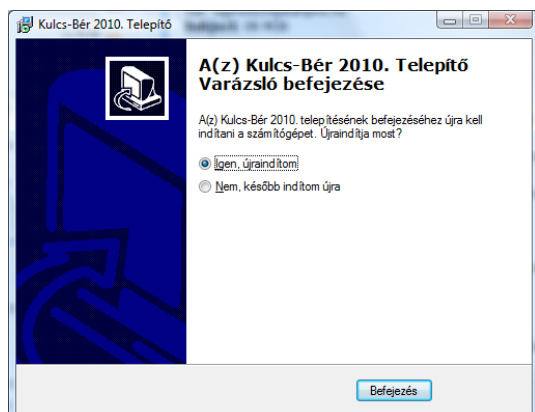 Kulcs-Bér 2010. Telepítő
A(z) Kulcs-Bér 2010. Telepítő
Varázsló befejezése
A(z) Kulcs-Bér 2010. telepítésének befejezéséhez újra kell
indítani a számítógépet. Újraindítja most?
Igen, újraindítom
Nem, később indítom újra
Befejezés